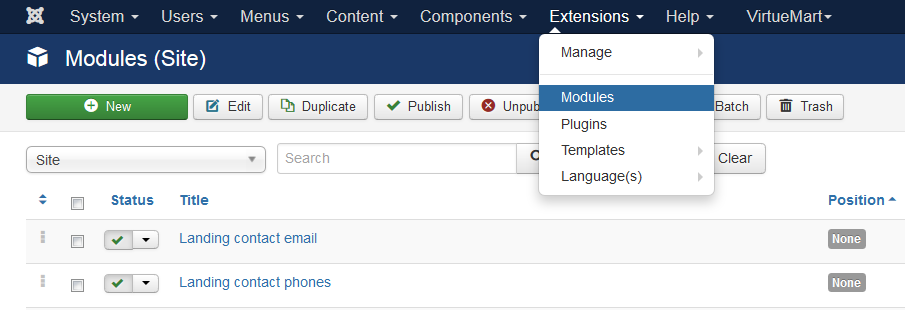 System Users Menus Content Components Extensions Help VirtueMart
Modules (Site)
Manage
Modules
Plugins
Templates
Language(s)
New Edit Duplicate Publish Batch Trash
Site Search Clear
Status Title Position
Landing contact email None
Landing contact phones None